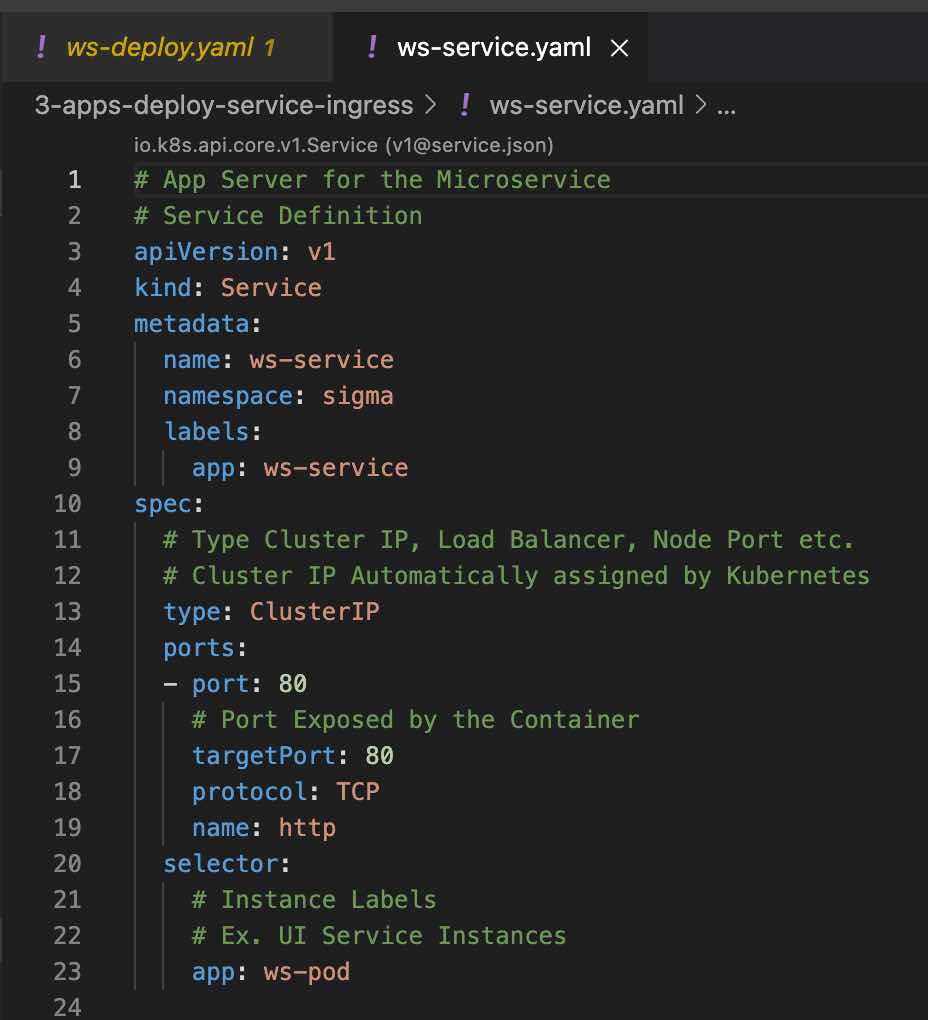 ! ws-deploy.yaml 1 ! ws-service.yaml ×
3-apps-deploy-service-ingress > ! ws-service.yaml > ...
io.k8s.api.core.v1.Service (v1@service.json)
1 # App Server for the Microservice
2 # Service Definition
3 apiVersion: v1
4 kind: Service
5 metadata:
6   name: ws-service
7   namespace: sigma
8   labels:
9     app: ws-service
10 spec:
11   # Type Cluster IP, Load Balancer, Node Port etc.
12   # Cluster IP Automatically assigned by Kubernetes
13   type: ClusterIP
14   ports:
15   - port: 80
16     # Port Exposed by the Container
17     targetPort: 80
18     protocol: TCP
19     name: http
20   selector:
21     # Instance Labels
22     # Ex. UI Service Instances
23     app: ws-pod
24